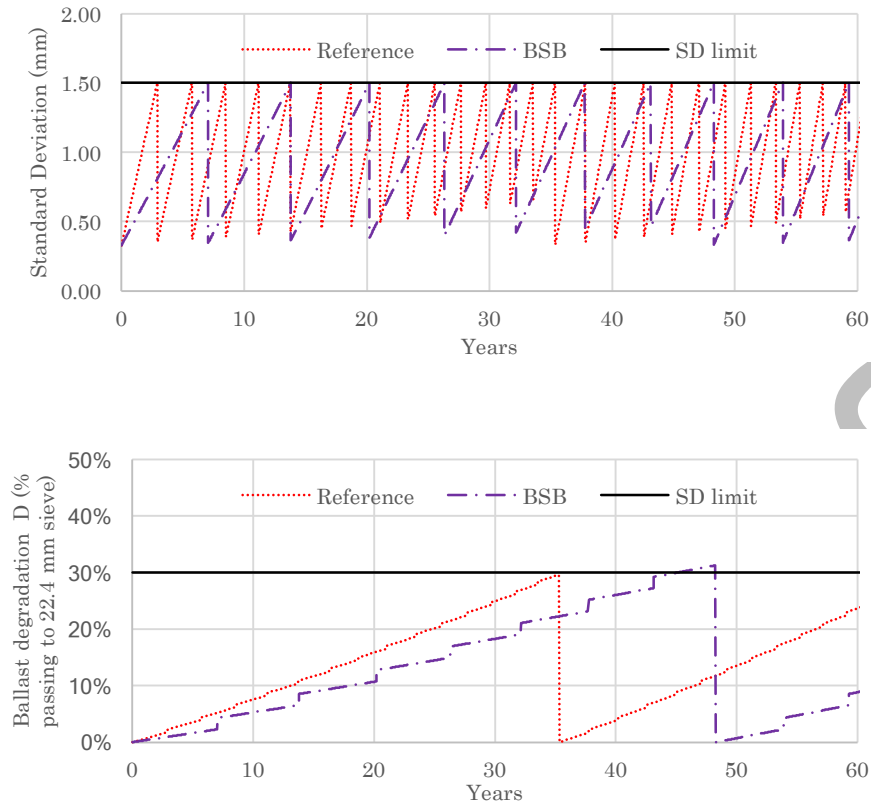 2.00
Reference BSB SD limit
1.50
1.00
0.50
0.00
Standard Deviation (mm)
0 10 20 30 40 50 60
Years
50%
Reference BSB SD limit
40%
30%
20%
10%
0%
Ballast degradation D (%
passing to 22.4 mm sieve)
0 10 20 30 40 50 60
Years